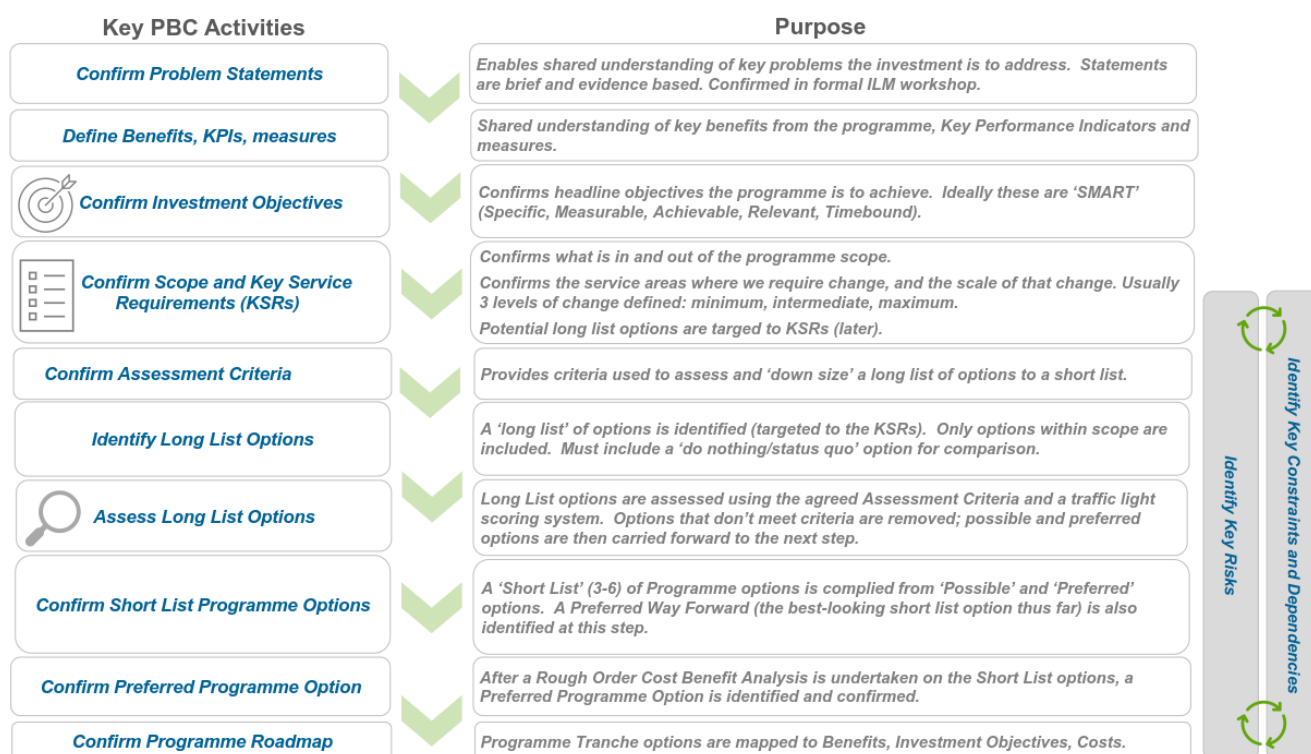 Key PBC Activities
Purpose
Confirm Problem Statements
Enables shared understanding of key problems the investment is to address. Statements
are brief and evidence based. Confirmed in formal ILM workshop.
Define Benefits, KPIs, measures
Shared understanding of key benefits from the programme, Key Performance Indicators and
measures.
Confirm Investment Objectives
Confirms headline objectives the programme is to achieve. Ideally these are ‘SMART’
(Specific, Measurable, Achievable, Relevant, Timebound).
Confirm Scope and Key Service
Requirements (KSRs)
Confirms what is in and out of the programme scope.
Confirms the service areas where we require change, and the scale of that change. Usually
3 levels of change defined: minimum, intermediate, maximum.
Potential long list options are targed to KSRs (later).
Confirm Assessment Criteria
Provides criteria used to assess and ‘down size’ a long list of options to a short list.
Identify Long List Options
A ‘long list’ of options is identified (targeted to the KSRs). Only options within scope are
included. Must include a ‘do nothing/status quo’ option for comparison.
Assess Long List Options
Long List options are assessed using the agreed Assessment Criteria and a traffic light
scoring system. Options that don’t meet criteria are removed; possible and preferred
options are then carried forward to the next step.
Confirm Short List Programme Options
A ‘Short List’ (3-6) of Programme options is complied from ‘Possible’ and ‘Preferred’
options. A Preferred Way Forward (the best-looking short list option thus far) is also
identified at this step.
Confirm Preferred Programme Option
After a Rough Order Cost Benefit Analysis is undertaken on the Short List options, a
Preferred Programme Option is identified and confirmed.
Confirm Programme Roadmap
Programme Tranche options are mapped to Benefits, Investment Objectives, Costs.
Identify Key Risks
Identify Key Constraints and Dependencies